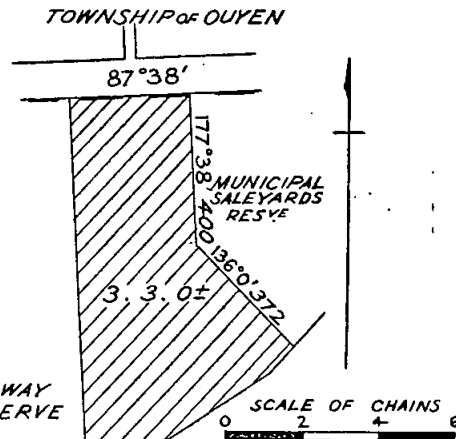 TOWNSHIP OF OUYEN
87°38'
177°38' 400
MUNICIPAL
SALEYARDS
RESVE
136°0' 372
3. 3. 0±
WAY
ERVE
SCALE OF CHAINS
0 2 4 6